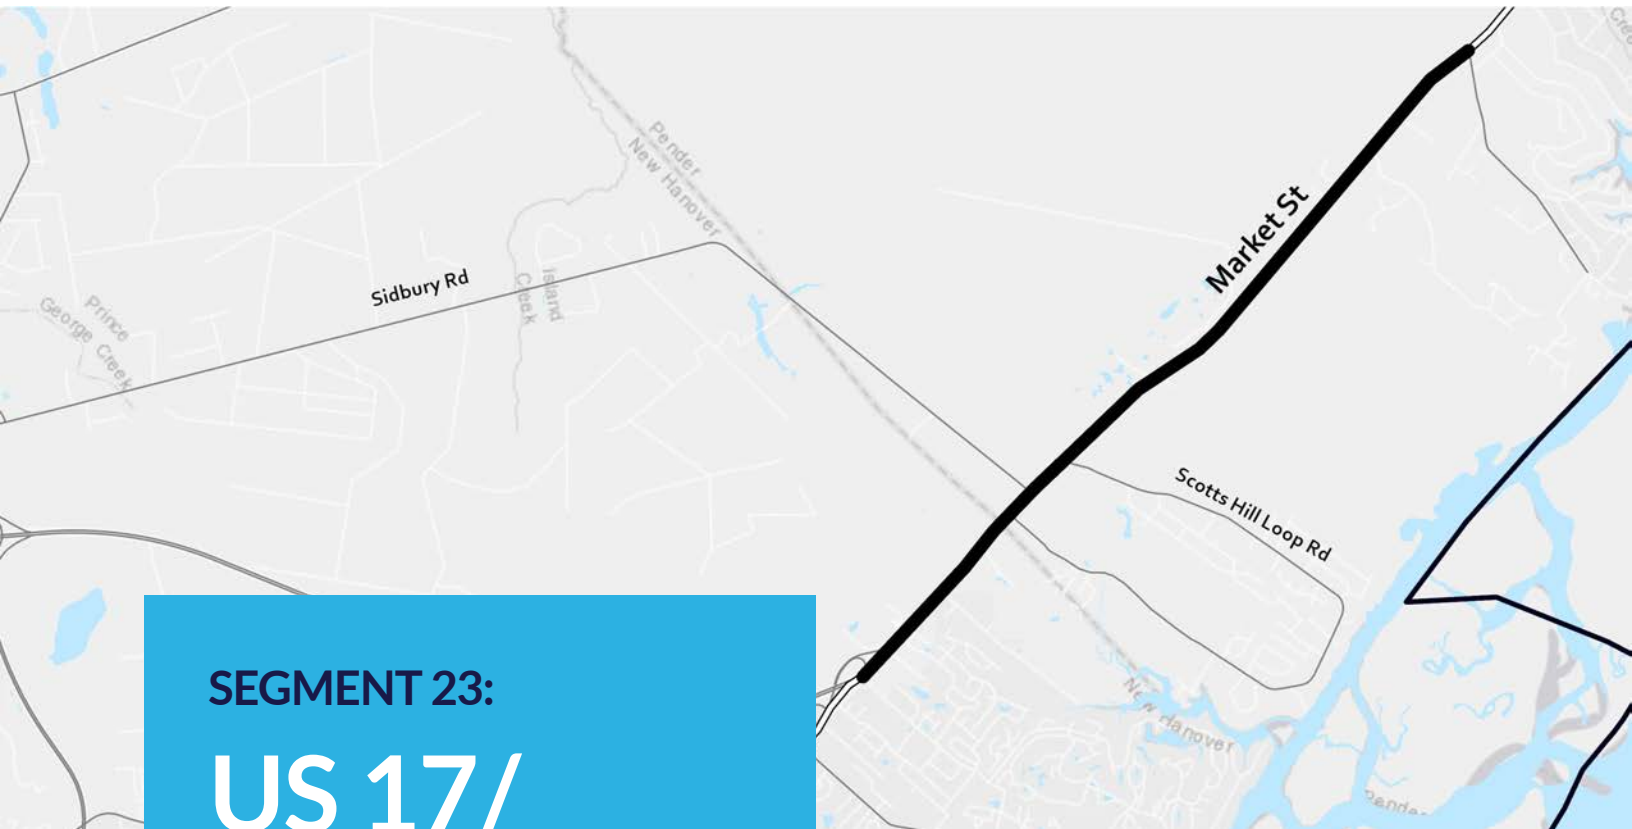 Pender
New Hanover
Market St
Sidbury Rd
Island
Creek
Prince
George Creek
Scotts Hill Loop Rd
SEGMENT 23:
US 17/
New Hanover
Pender